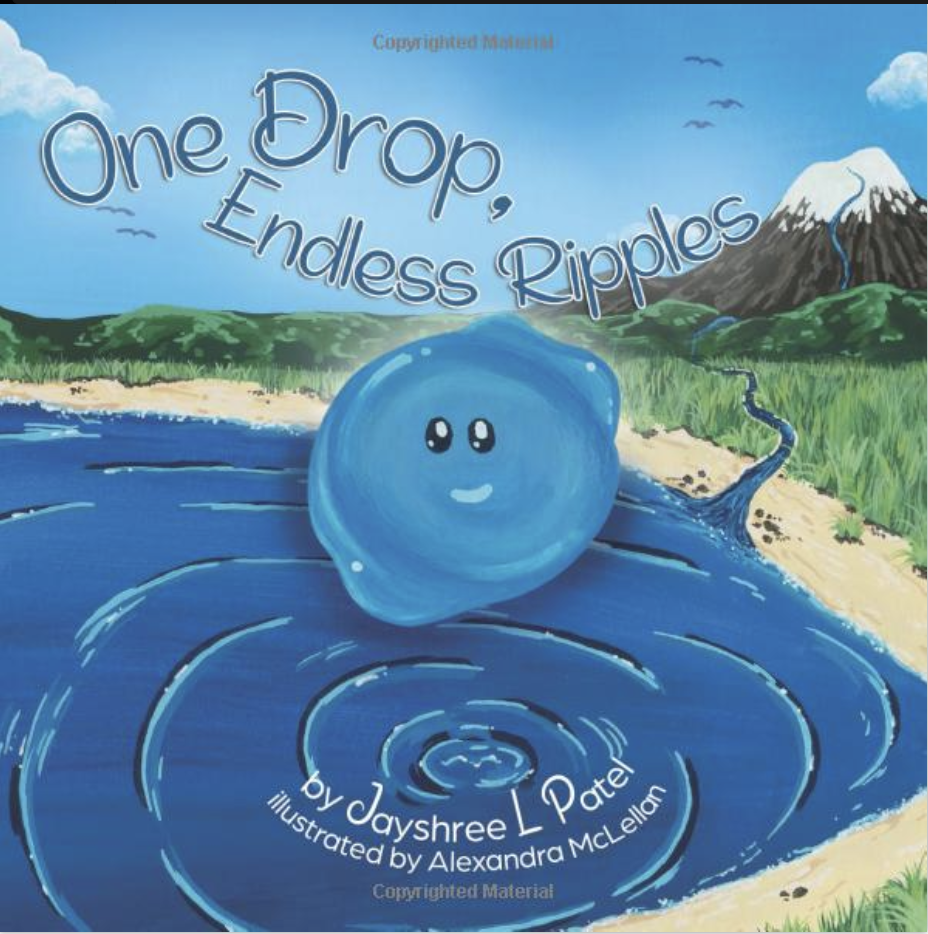 Copyrighted Material
One Drop,
Endless Ripples
by Jayshree L Patel
illustrated by Alexandra McLellan
Copyrighted Material